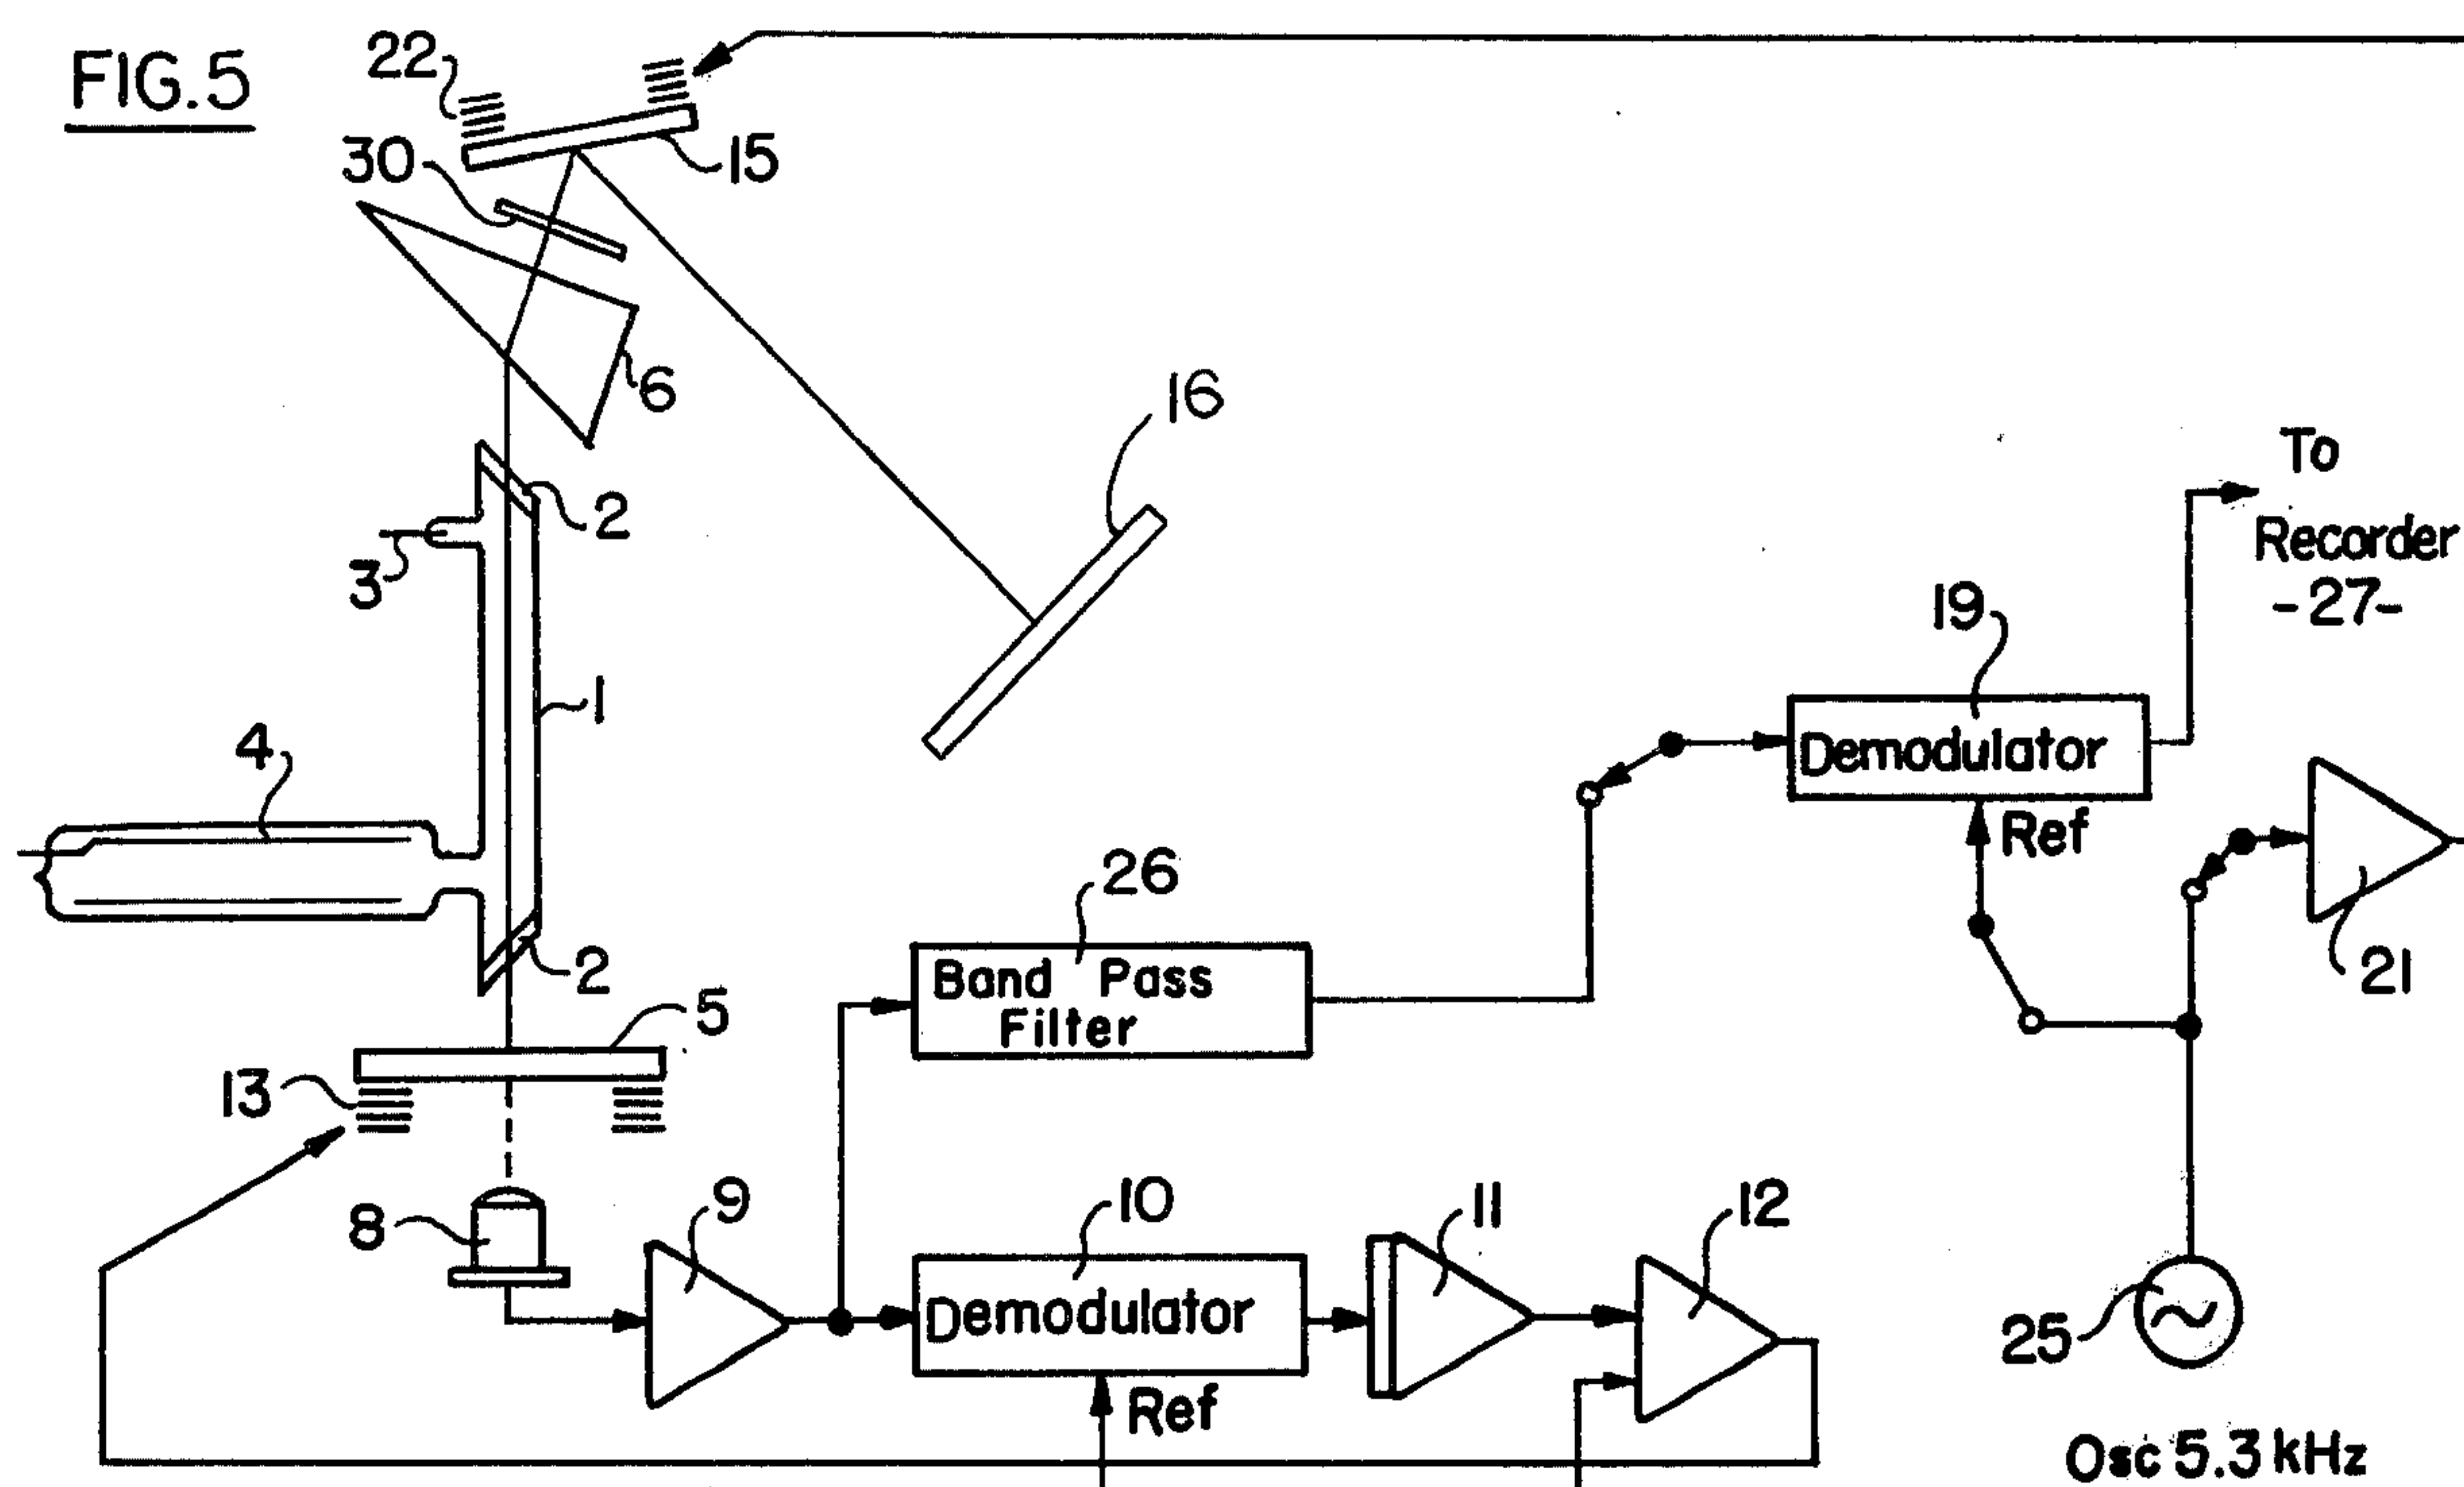 FIG.5
22
30
15
6
16
2
3
1
4
To
Recorder
-27-
19
Demodulator
Ref
21
26
Band Pass
Filter
2
5
13
8
9
10
11
12
Demodulator
Ref
25
Osc 5.3 kHz